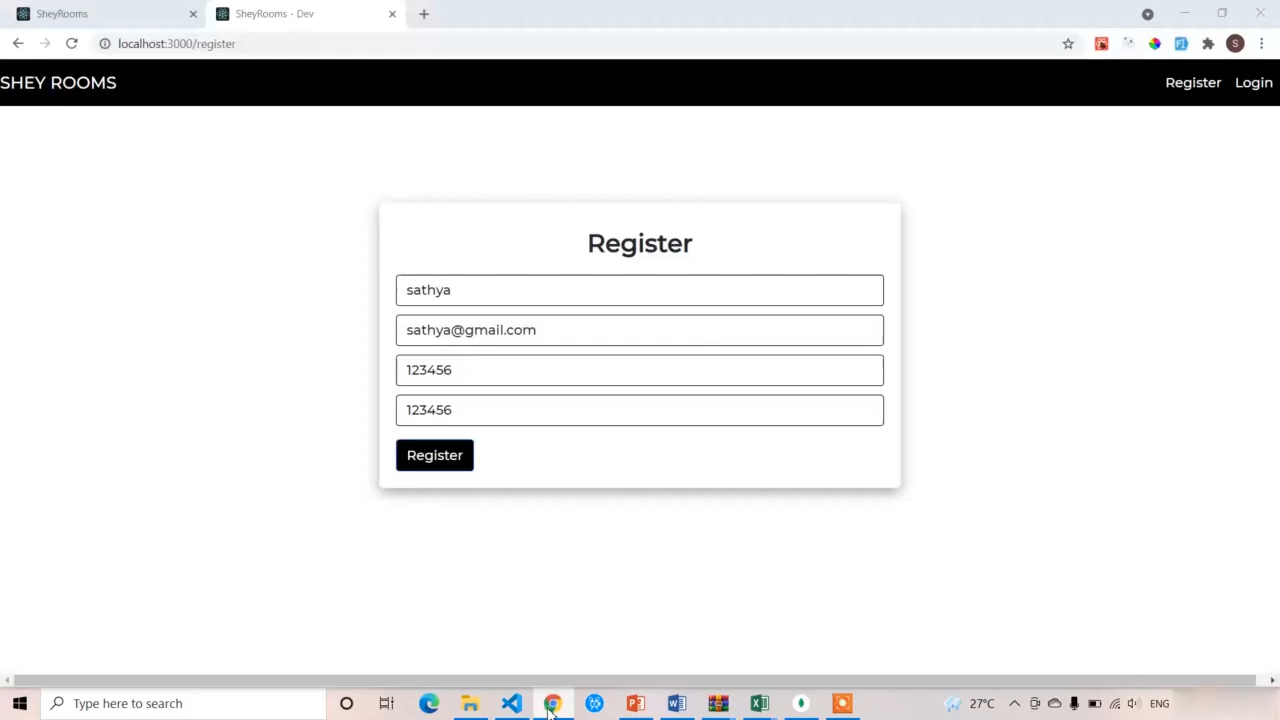 SheyRooms
SheyRooms - Dev
localhost:3000/register
S
SHEY ROOMS
Register
Login
Register
sathya
sathya@gmail.com
123456
123456
Register
Type here to search
27°C
ENG